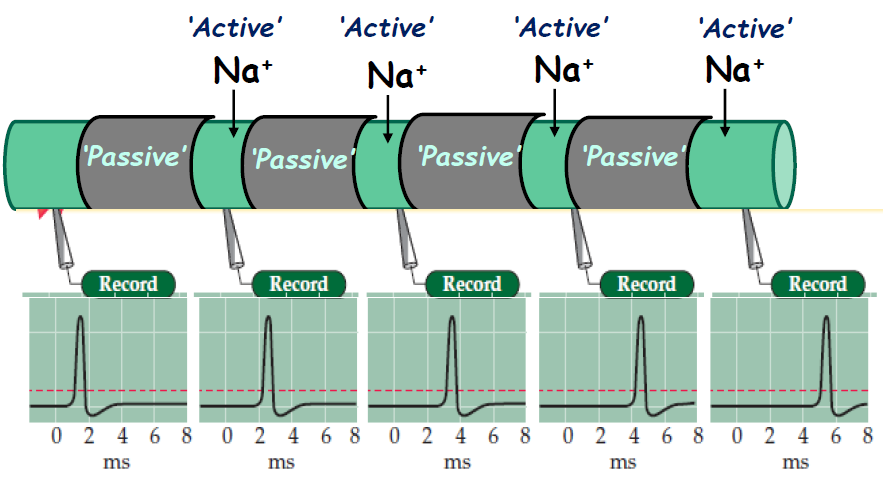 'Active' 'Active' 'Active' 'Active'
Na+ Na+ Na+ Na+
'Passive' 'Passive' 'Passive' 'Passive'
Record Record Record Record Record
0 2 4 6 8 0 2 4 6 8 0 2 4 6 8 0 2 4 6 8 0 2 4 6 8
ms ms ms ms ms